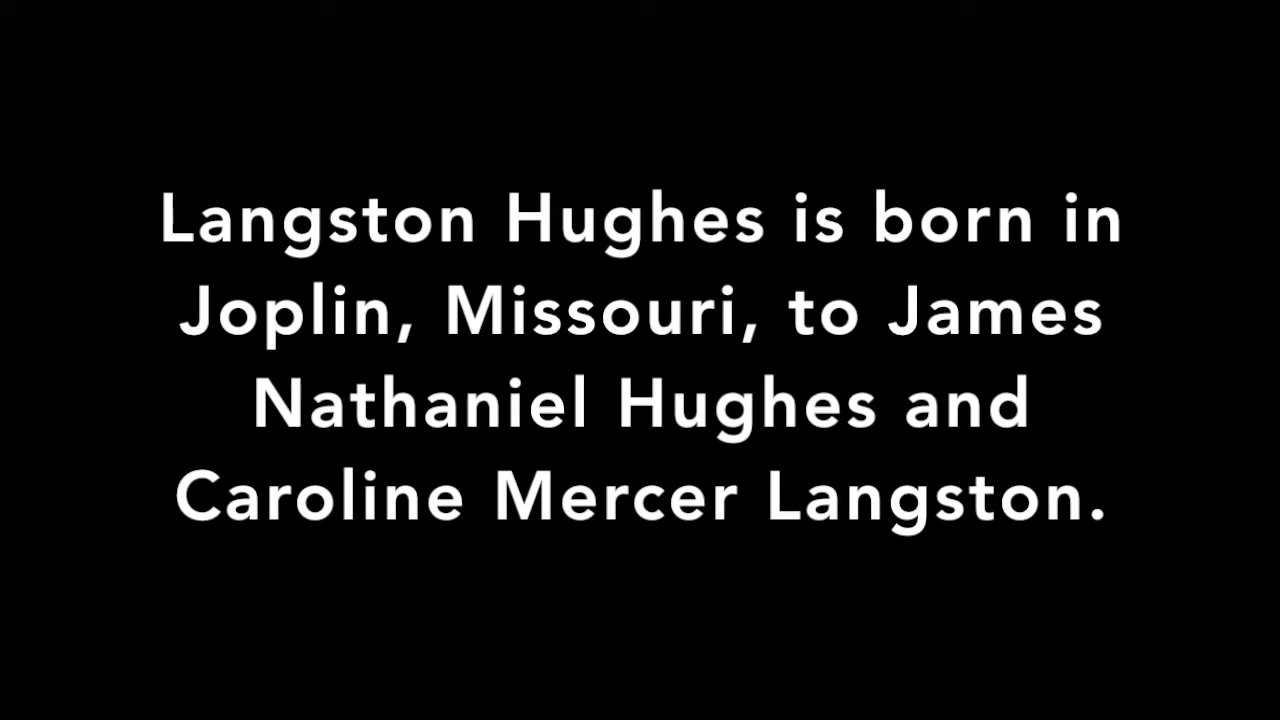 Langston Hughes is born in
Joplin, Missouri, to James
Nathaniel Hughes and
Caroline Mercer Langston.